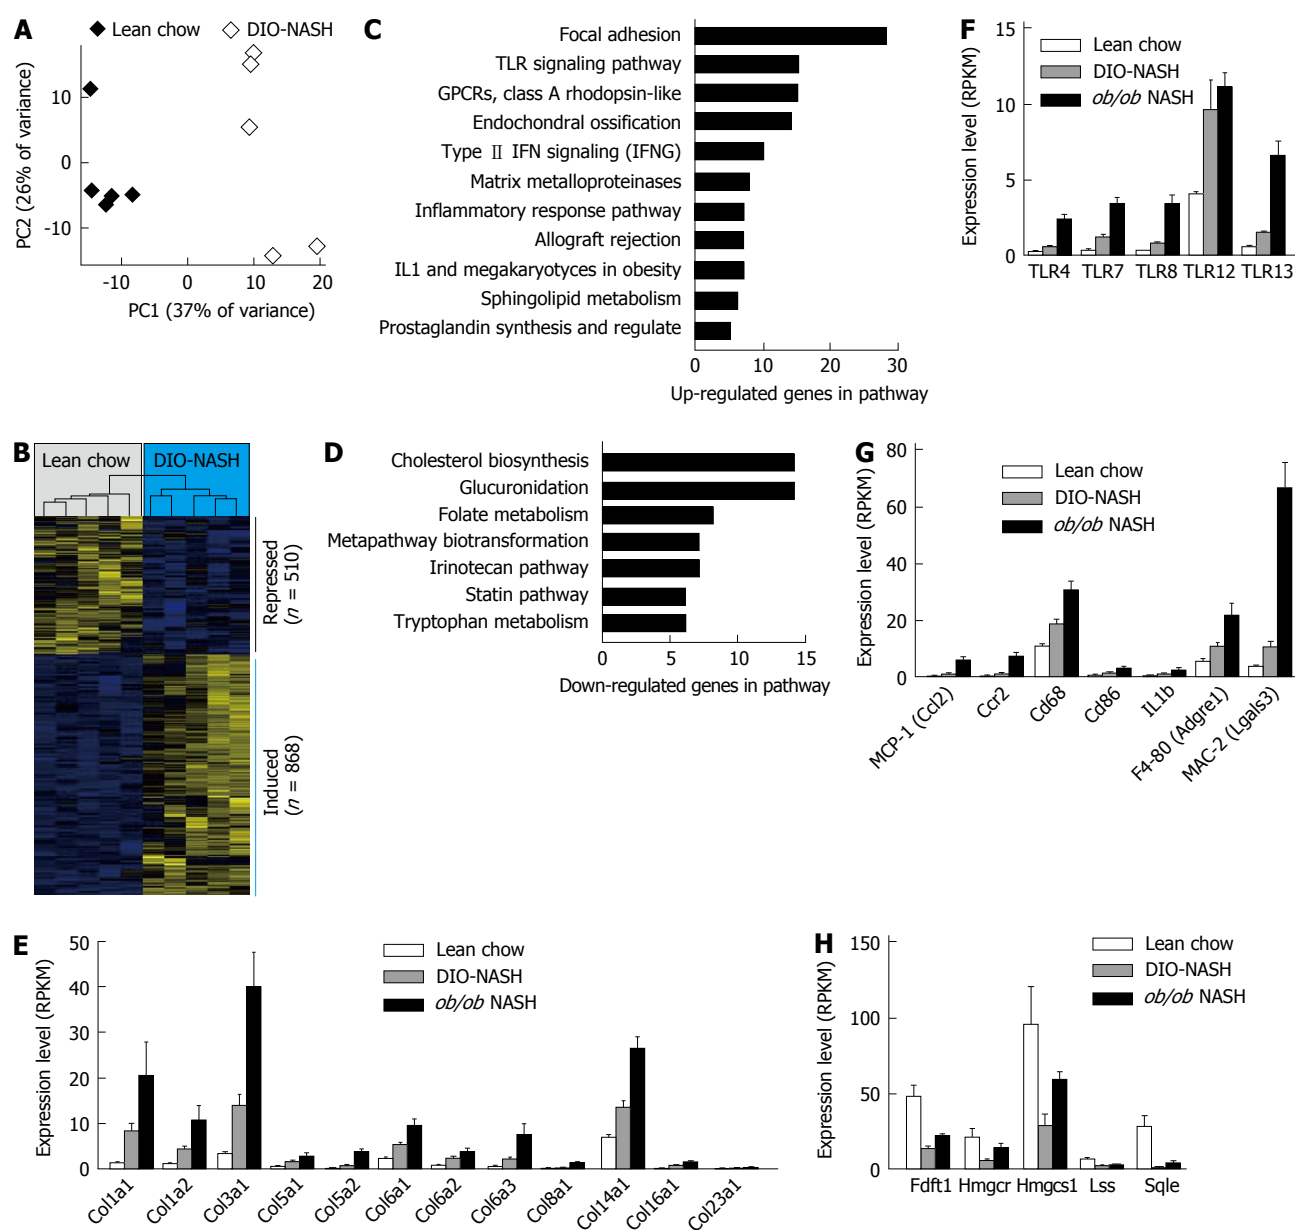 A
Lean chow
DIO-NASH
10
0
-10
PC2 (26% of variance)
-10
0
10
20
PC1 (37% of variance)
C
Focal adhesion
TLR signaling pathway
GPCRs, class A rhodopsin-like
Endochondral ossification
Type II IFN signaling (IFNG)
Matrix metalloproteinases
Inflammatory response pathway
Allograft rejection
IL1 and megakaryotyces in obesity
Sphingolipid metabolism
Prostaglandin synthesis and regulate
0
10
20
30
Up-regulated genes in pathway
F
15
10
5
0
Expression level (RPKM)
Lean chow
DIO-NASH
ob/ob NASH
TLR4
TLR7
TLR8
TLR12
TLR13
B
Lean chow
DIO-NASH
Repressed
(n = 510)
Induced
(n = 868)
D
Cholesterol biosynthesis
Glucuronidation
Folate metabolism
Metapathway biotransformation
Irinotecan pathway
Statin pathway
Tryptophan metabolism
0
5
10
15
Down-regulated genes in pathway
G
80
60
40
20
0
Expression level (RPKM)
Lean chow
DIO-NASH
ob/ob NASH
MCP-1 (Ccl2)
Ccr2
Cd68
Cd86
IL1b
F4-80 (Adgre1)
MAC-2 (Lgals3)
E
50
40
30
20
10
0
Expression level (RPKM)
Lean chow
DIO-NASH
ob/ob NASH
Col1a1
Col1a2
Col3a1
Col5a1
Col5a2
Col6a1
Col6a2
Col6a3
Col8a1
Col14a1
Col16a1
Col23a1
H
150
100
50
0
Expression level (RPKM)
Lean chow
DIO-NASH
ob/ob NASH
Fdft1
Hmgcr
Hmgcs1
Lss
Sqle